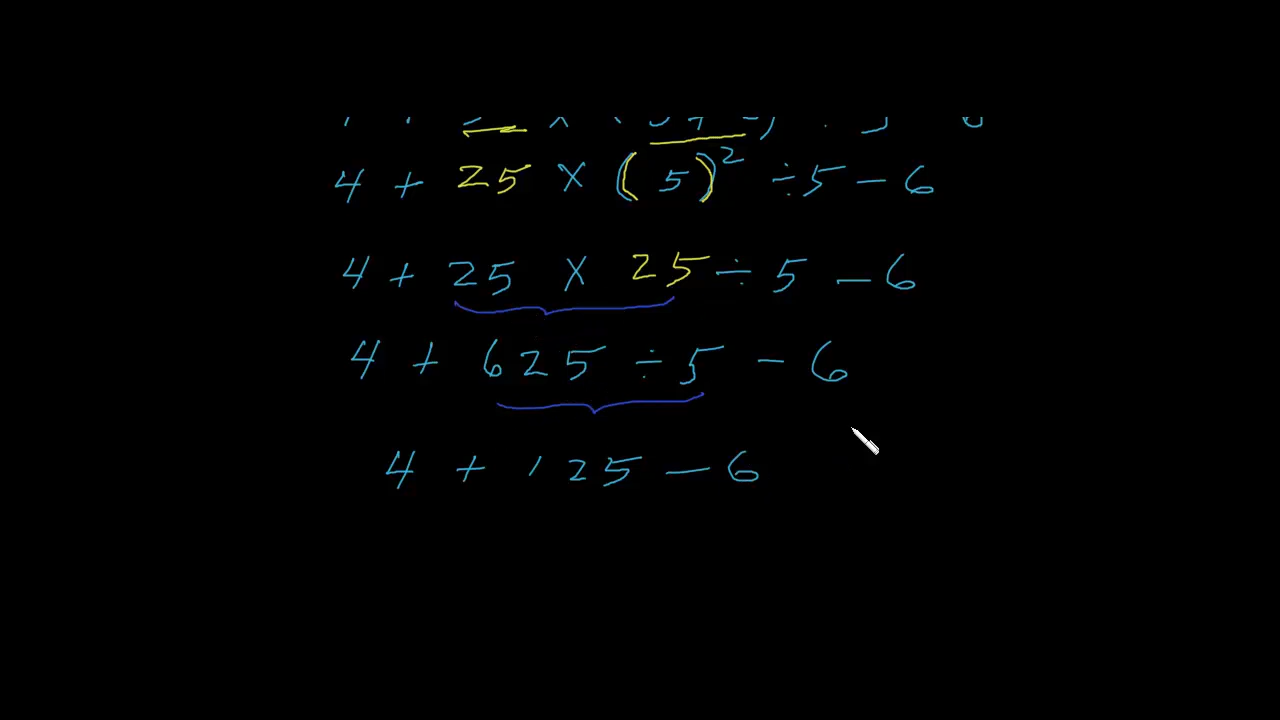 4 + 25 × ( 5 )² ÷ 5 − 6
4 + 25 × 25 ÷ 5 − 6
4 + 625 ÷ 5 − 6
4 + 125 − 6